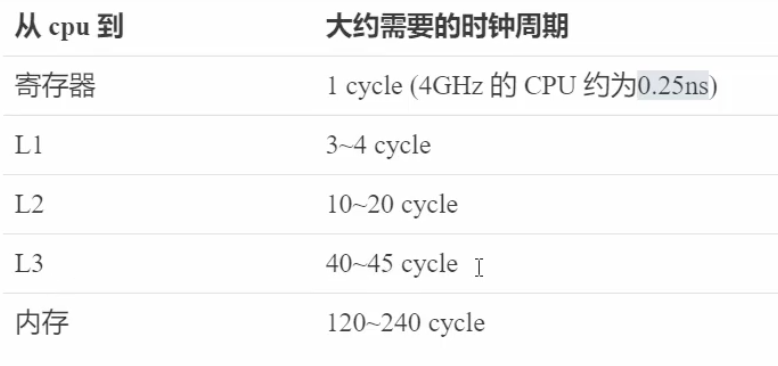 从 cpu 到 大约需要的时钟周期
寄存器 1 cycle (4GHz 的 CPU 约为0.25ns)
L1 3~4 cycle
L2 10~20 cycle
L3 40~45 cycle
内存 120~240 cycle